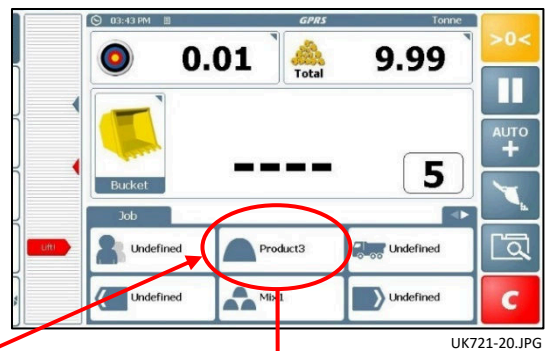 03:43 PM GPRS Tonne >0<
0.01 Total 9.99
AUTO
+
Bucket ---- 5
Job
Lift1 Undefined Product3 Undefined
Undefined Mix1 Undefined
C
UK721-20.JPG